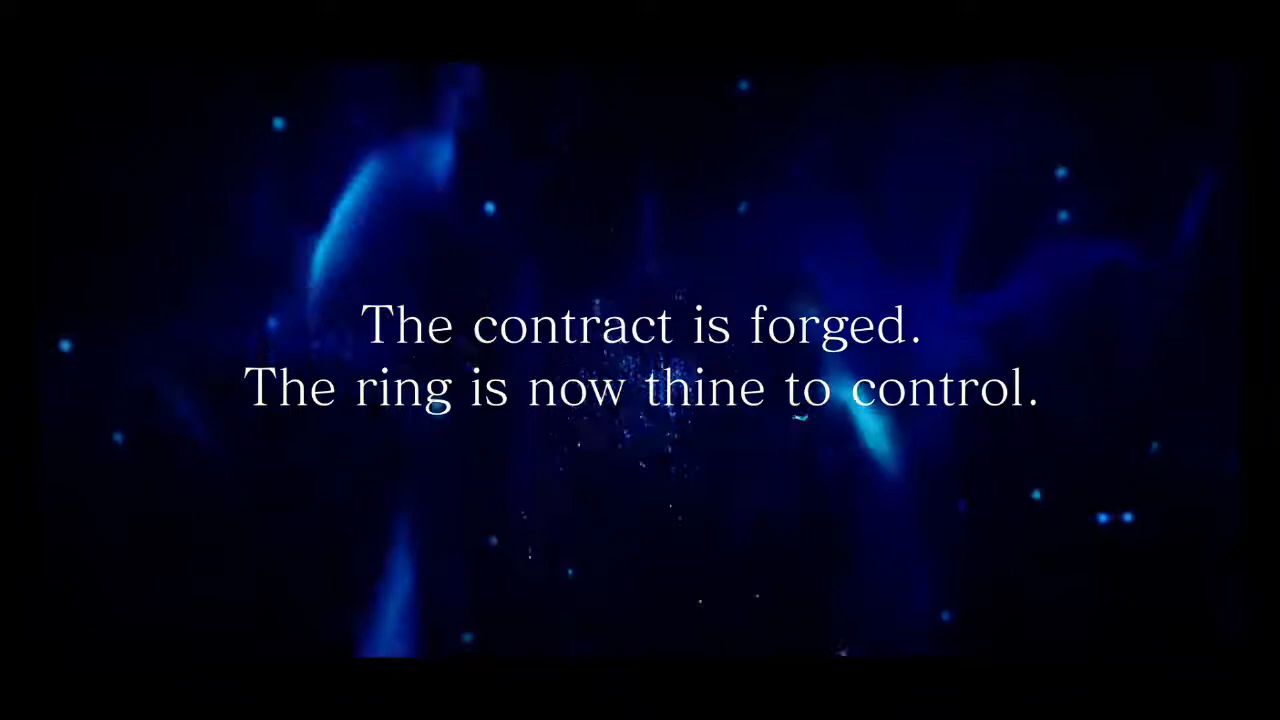 The contract is forged.
The ring is now thine to control.